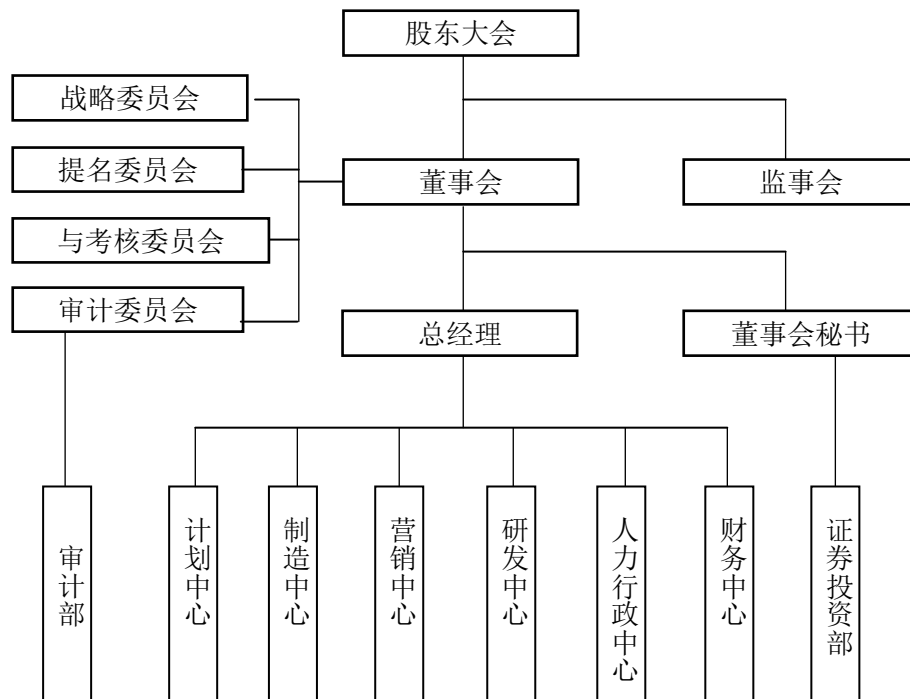 股东大会
战略委员会
提名委员会
董事会
监事会
与考核委员会
审计委员会
总经理
董事会秘书
审计部
计划中心
制造中心
营销中心
研发中心
人力行政中心
财务中心
证券投资部